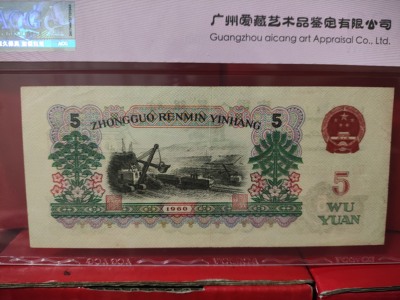 广州爱藏艺术品鉴定有限公司
Guangzhou aicang art Appraisal Co., Ltd.
5
ZHONGGUO RENMIN YINHANG
5
5
WU
YUAN
1960